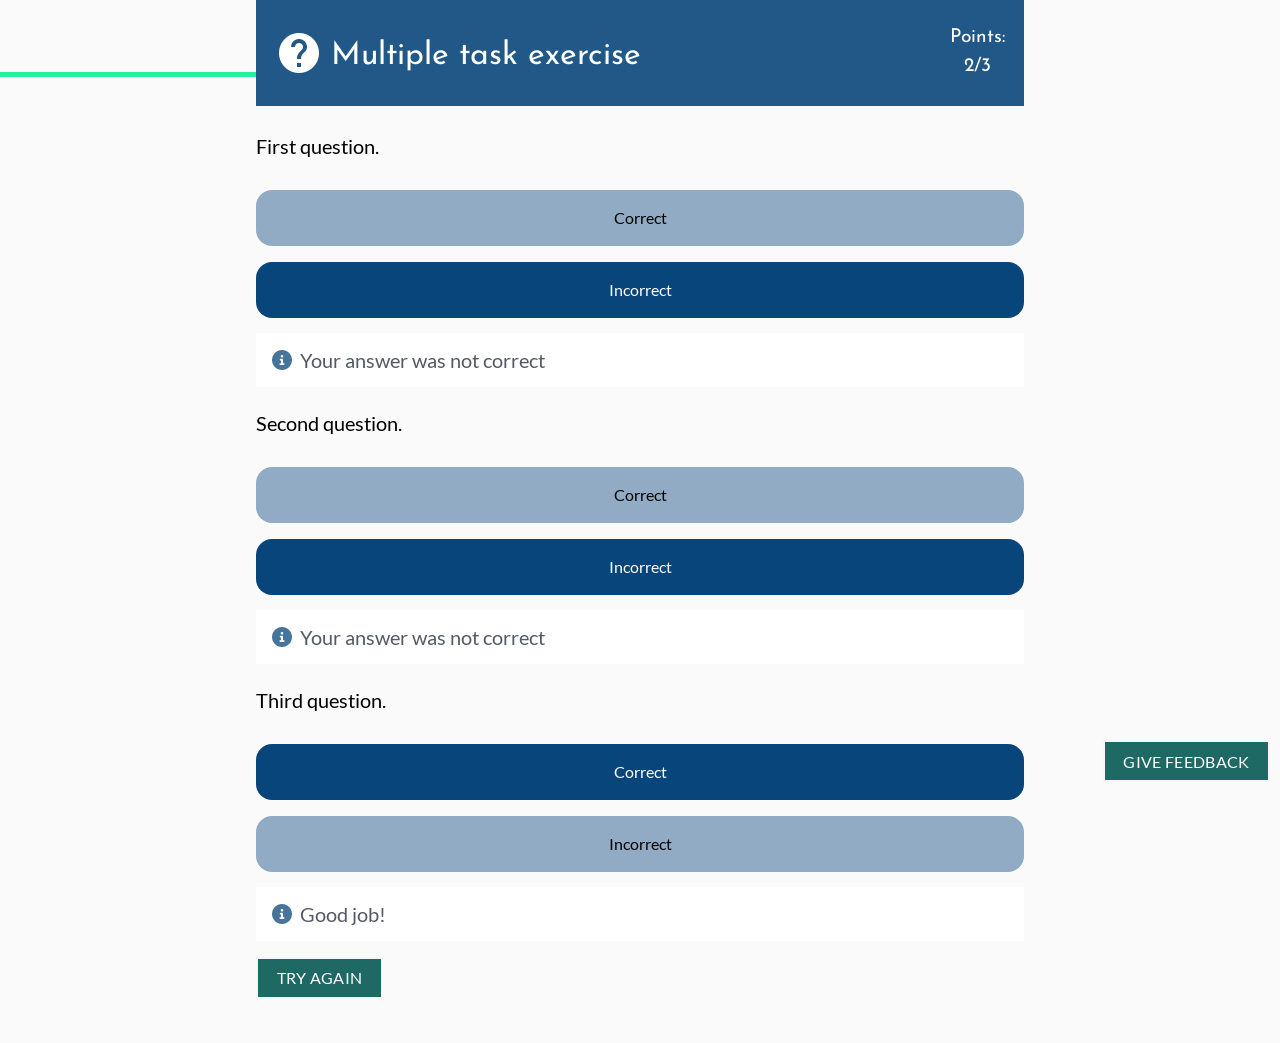 Multiple task exercise
Points:
2/3
First question.
Correct
Incorrect
Your answer was not correct
Second question.
Correct
Incorrect
Your answer was not correct
Third question.
Correct
GIVE FEEDBACK
Incorrect
Good job!
TRY AGAIN